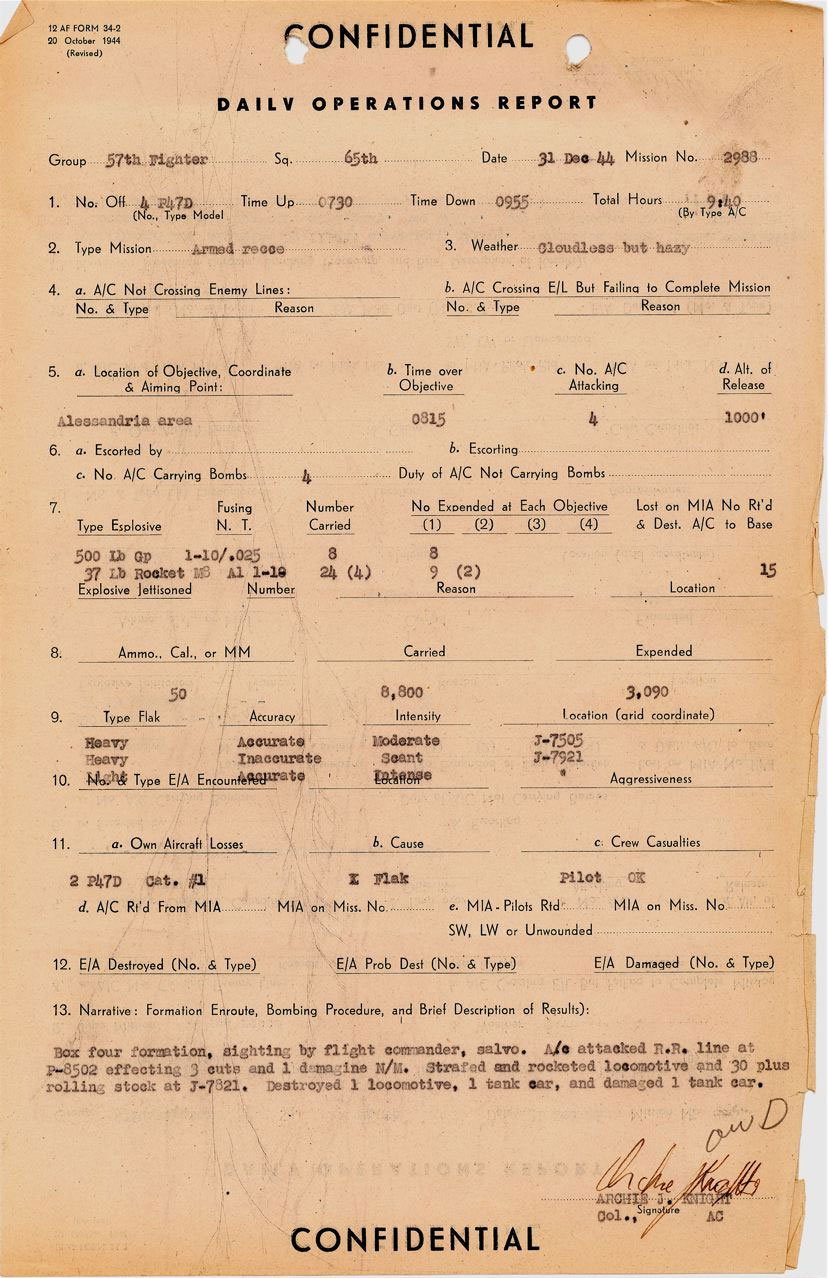 12 AF FORM 34-2
20 October 1944
(Revised)
CONFIDENTIAL
DAILY OPERATIONS REPORT
Group 57th Fighter Sq. 65th Date 31 Dec 44 Mission No. 2988
1. No. Off 4 P47D Time Up 0730 Time Down 0955 Total Hours 9:40
(No., Type Model (By Type A/C
2. Type Mission Armed recce 3. Weather Cloudless but hazy
4. a. A/C Not Crossing Enemy Lines: b. A/C Crossing E/L But Failing to Complete Mission
No. & Type Reason No. & Type Reason
5. a. Location of Objective, Coordinate b. Time over c. No. A/C d. Alt. of
& Aiming Point: Objective Attacking Release
Alessandria area 0815 4 1000'
6. a. Escorted by b. Escorting
c. No. A/C Carrying Bombs 4 Duty of A/C Not Carrying Bombs
7. Fusing Number No Expended at Each Objective Lost on MIA No Rt'd
Type Explosive N. T. Carried (1) (2) (3) (4) & Dest. A/C to Base
500 Lb Gp 1-10/.025 8 8
37 Lb Rocket M8 Al 1-10 24 (4) 9 (2) 15
Explosive Jettisoned Number Reason Location
8. Ammo., Cal., or MM Carried Expended
50 8,800 3,090
9. Type Flak Accuracy Intensity Location (grid coordinate)
Heavy Accurate Moderate J-7505
Heavy Inaccurate Scant J-7921
Light Accurate Intense "
10. No. & Type E/A Encountered Location Aggressiveness
11. a. Own Aircraft Losses b. Cause c. Crew Casualties
2 P47D Cat. #1 X Flak Pilot OK
d. A/C Rt'd From MIA MIA on Miss. No. e. MIA - Pilots Rtd MIA on Miss. No
SW, LW or Unwounded
12. E/A Destroyed (No. & Type) E/A Prob Dest (No. & Type) E/A Damaged (No. & Type)
13. Narrative: Formation Enroute, Bombing Procedure, and Brief Description of Results):
Box four formation, sighting by flight commander, salvo. A/c attacked R.R. line at
P-8502 effecting 3 cuts and 1 damagine N/M. Strafed and rocketed locomotive and 30 plus
rolling stock at J-7821. Destroyed 1 locomotive, 1 tank car, and damaged 1 tank car.
Archie J Knight
ARCHIE J. KNIGHT
Col., Signature AC
CONFIDENTIAL